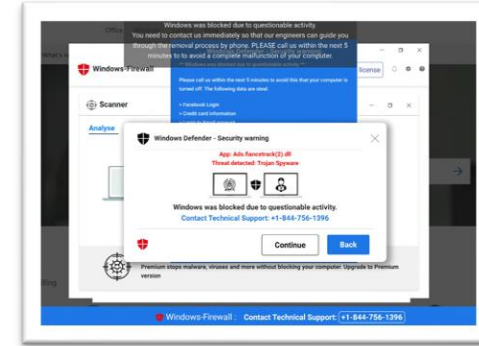 Windows was blocked due to questionable activity
You need to contact us immediately so that our engineers can guide you
through the removal process by phone. PLEASE call us within the next 5
minutes to to avoid a complete malfunction of your compluter.
Windows-Firewall
license
Please call us within the next 5 minutes to avoid this that your computer is
turned off. The following data are steal.
> Facebook Login
> Credit card information
Scanner
Analyse
Windows Defender - Security warning
App: Ads.fiancetrack(2).dll
Threat detected: Trojan Spyware
Windows was blocked due to questionable activity.
Contact Technical Support: +1-844-756-1396
Continue
Back
Premium stops malware, viruses and more without blocking your computer. Upgrade to Premium
version
Windows-Firewall : Contact Technical Support: +1-844-756-1396